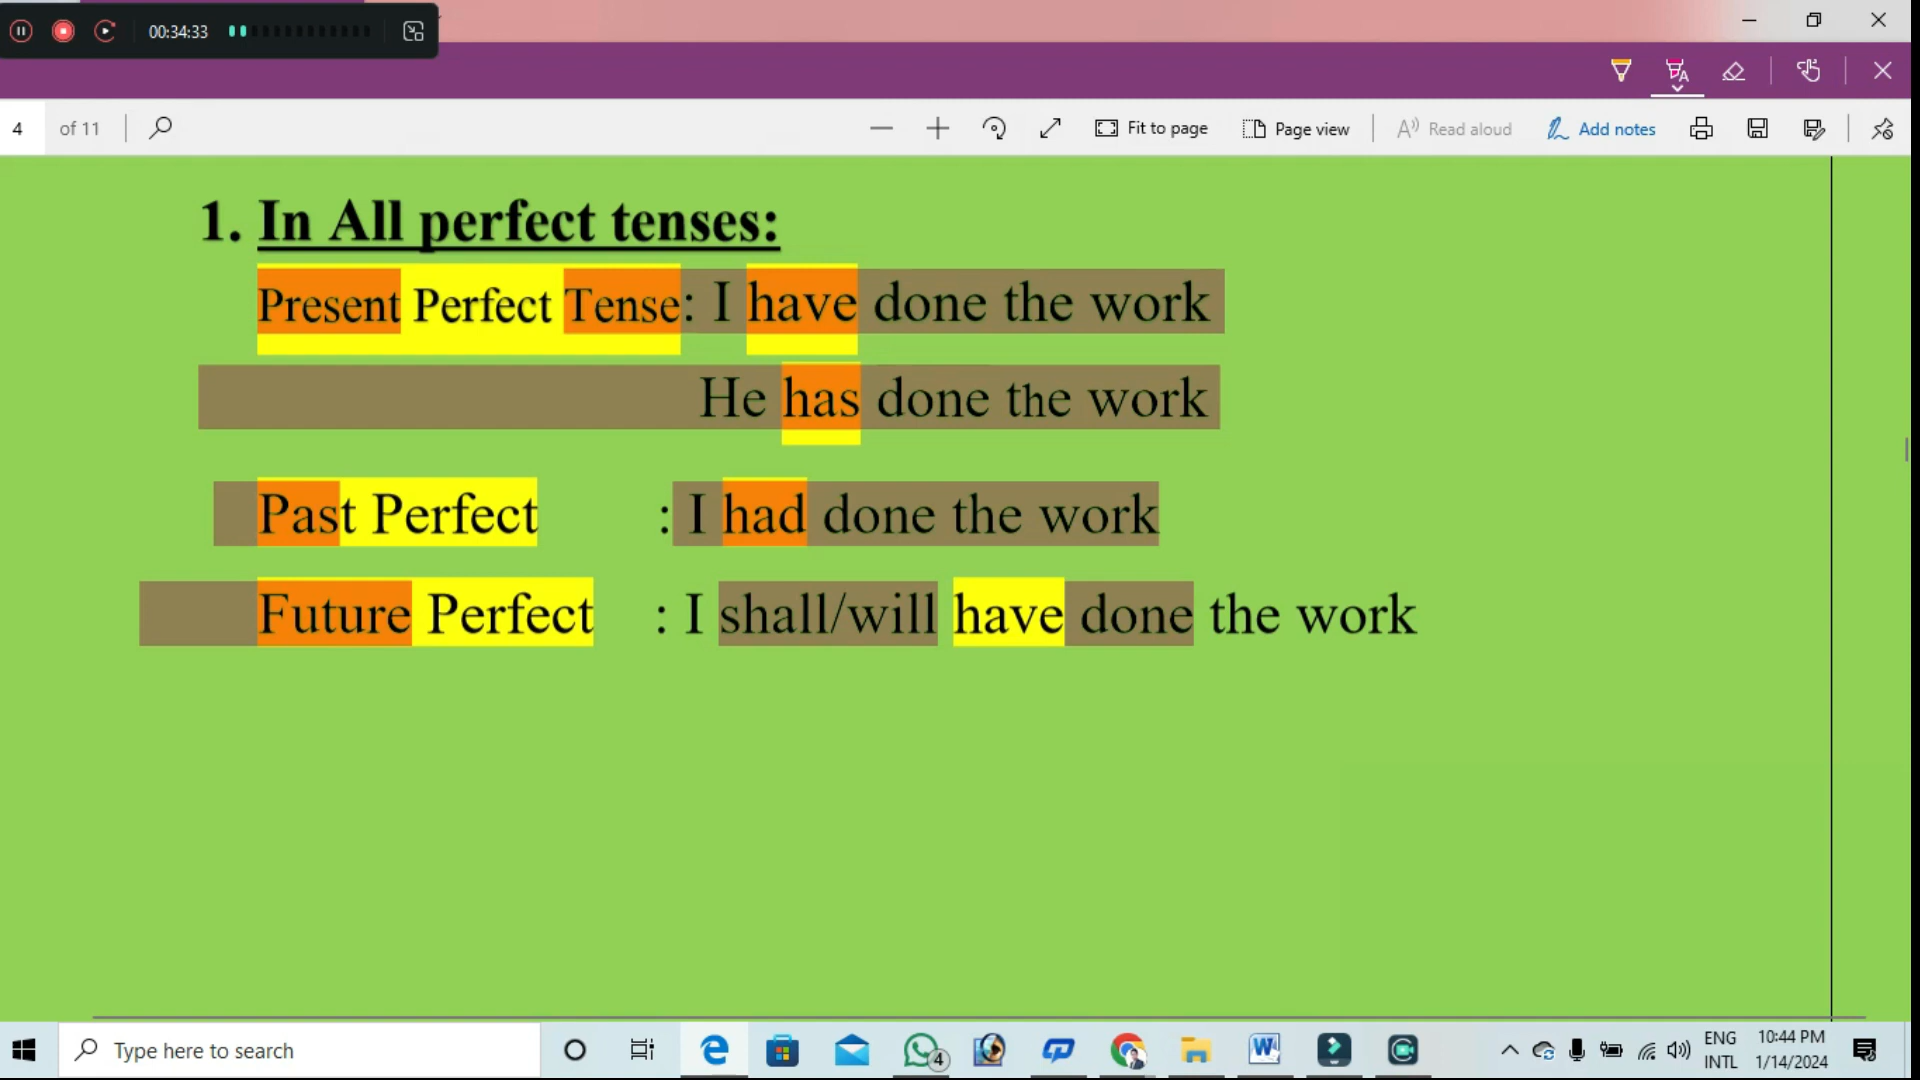 00:34:33
4 of 11
Fit to page
Page view
Read aloud
Add notes
1. In All perfect tenses:
Present Perfect Tense: I have done the work
He has done the work
Past Perfect : I had done the work
Future Perfect : I shall/will have done the work
Type here to search
4
ENG
INTL
10:44 PM
1/14/2024